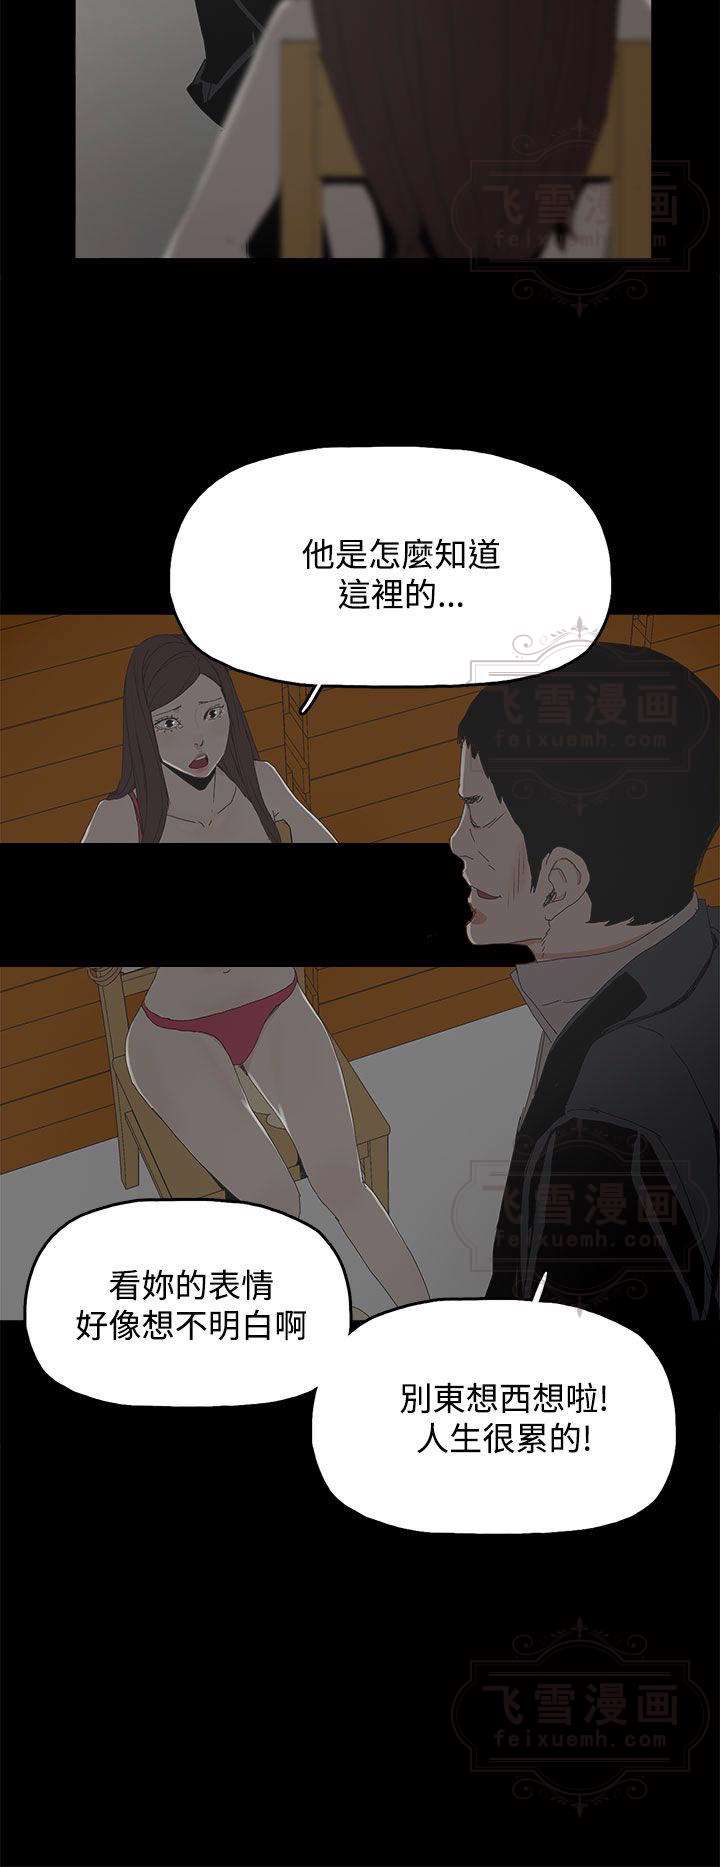 飞雪漫画
feixuemh.com
他是怎麼知道
這裡的...
飞雪漫画
feixuemh.com
飞雪漫画
feixuemh.com
看妳的表情
好像想不明白啊
別東想西想啦!
人生很累的!
飞雪漫画
feixuemh.com